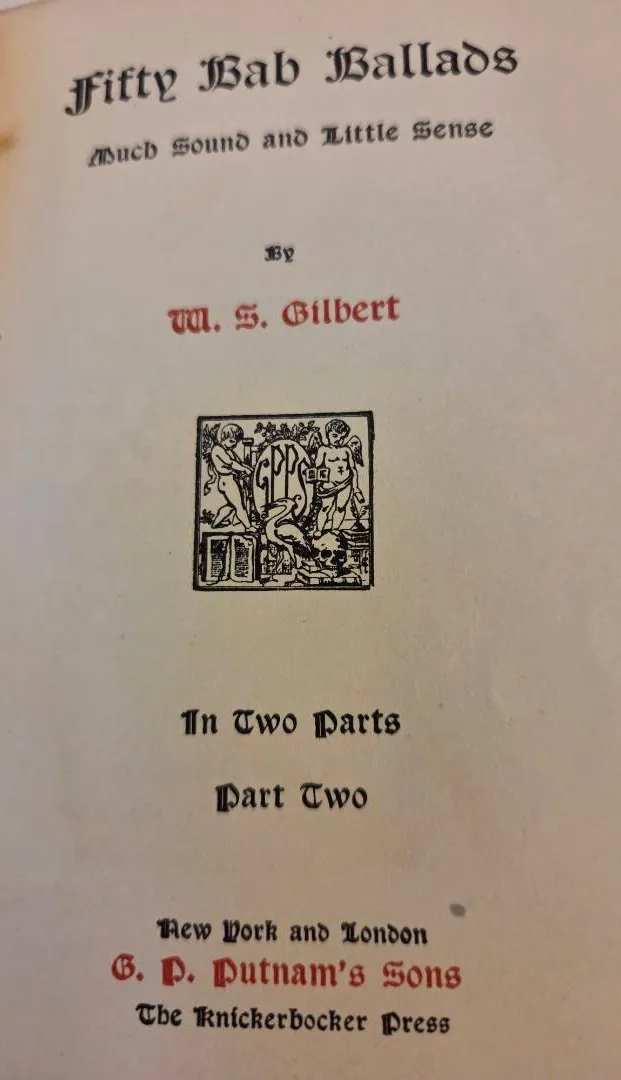 Fifty Bab Ballads
Much Sound and Little Sense
By
W. S. Gilbert
GPPS
In Two Parts
Part Two
New York and London
G. P. Putnam's Sons
The Knickerbocker Press